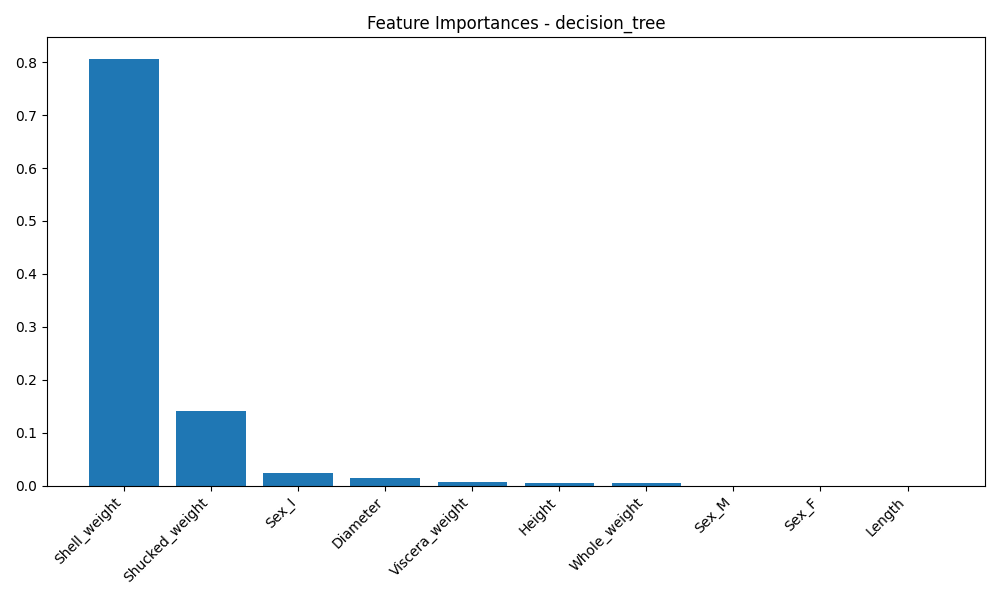 Feature Importances - decision_tree
0.8
0.7
0.6
0.5
0.4
0.3
0.2
0.1
0.0
Shell_weight
Shucked_weight
Sex_I
Diameter
Viscera_weight
Height
Whole_weight
Sex_M
Sex_F
Length